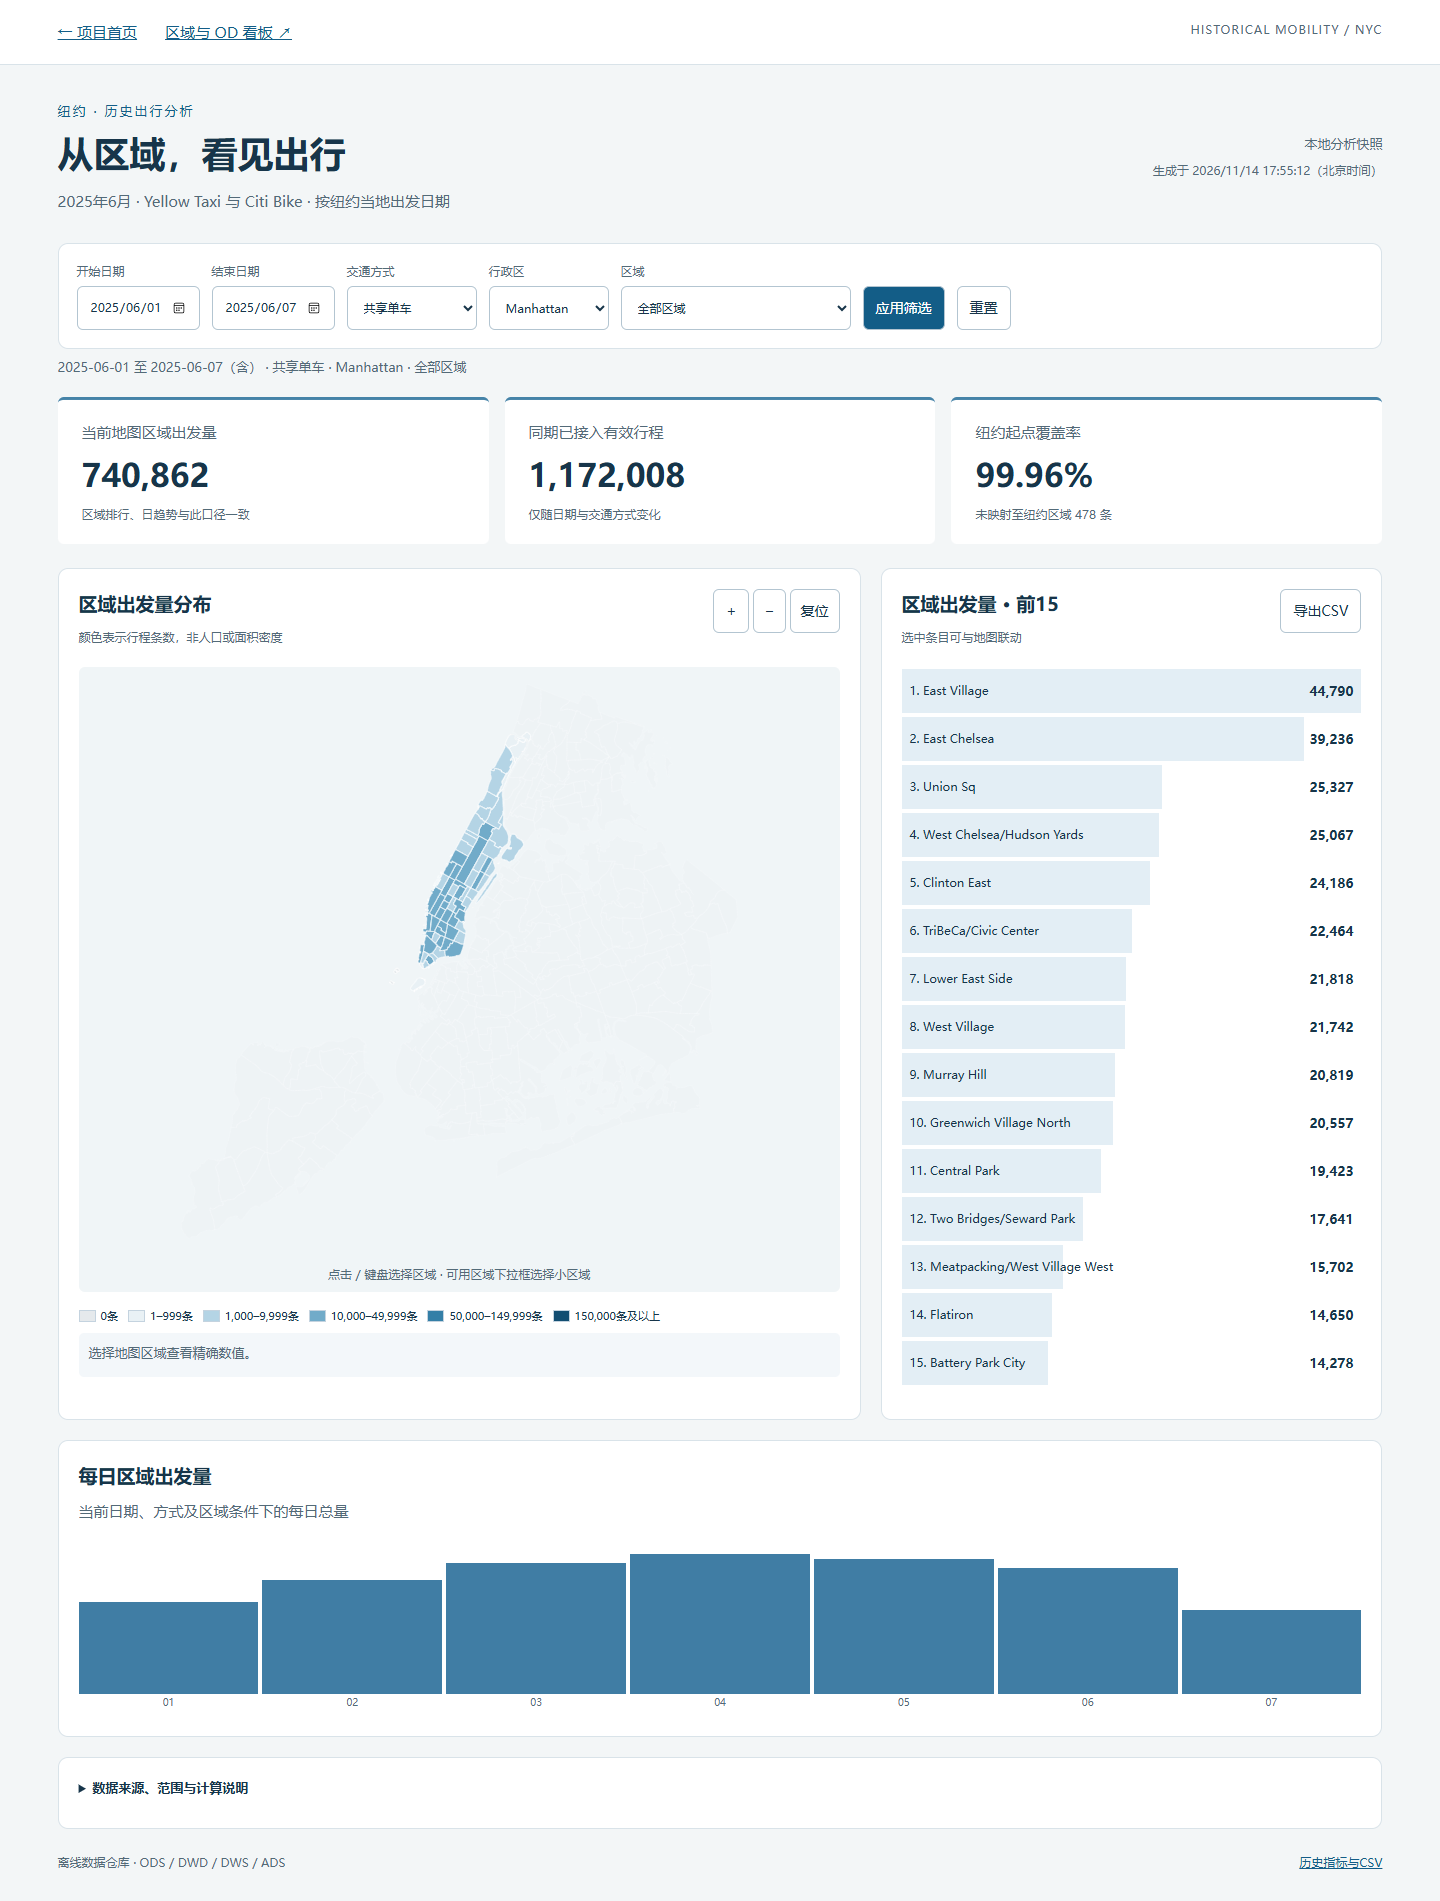 ← 项目首页 区域与 OD 看板 ↗ HISTORICAL MOBILITY / NYC
纽约 · 历史出行分析
从区域，看见出行
本地分析快照
生成于 2026/11/14 17:55:12（北京时间）
2025年6月 · Yellow Taxi 与 Citi Bike · 按纽约当地出发日期
开始日期 结束日期 交通方式 行政区 区域
2025/06/01 2025/06/07 共享单车 Manhattan 全部区域 应用筛选 重置
2025-06-01 至 2025-06-07（含） · 共享单车 · Manhattan · 全部区域
当前地图区域出发量
740,862
区域排行、日趋势与此口径一致
同期已接入有效行程
1,172,008
仅随日期与交通方式变化
纽约起点覆盖率
99.96%
未映射至纽约区域 478 条
区域出发量分布
+ − 复位
颜色表示行程条数，非人口或面积密度
点击 / 键盘选择区域 · 可用区域下拉框选择小区域
0条 1–999条 1,000–9,999条 10,000–49,999条 50,000–149,999条 150,000条及以上
选择地图区域查看精确数值。
区域出发量 · 前15
导出CSV
选中条目可与地图联动
1. East Village 44,790
2. East Chelsea 39,236
3. Union Sq 25,327
4. West Chelsea/Hudson Yards 25,067
5. Clinton East 24,186
6. TriBeCa/Civic Center 22,464
7. Lower East Side 21,818
8. West Village 21,742
9. Murray Hill 20,819
10. Greenwich Village North 20,557
11. Central Park 19,423
12. Two Bridges/Seward Park 17,641
13. Meatpacking/West Village West 15,702
14. Flatiron 14,650
15. Battery Park City 14,278
每日区域出发量
当前日期、方式及区域条件下的每日总量
01 02 03 04 05 06 07
▶ 数据来源、范围与计算说明
离线数据仓库 · ODS / DWD / DWS / ADS 历史指标与CSV